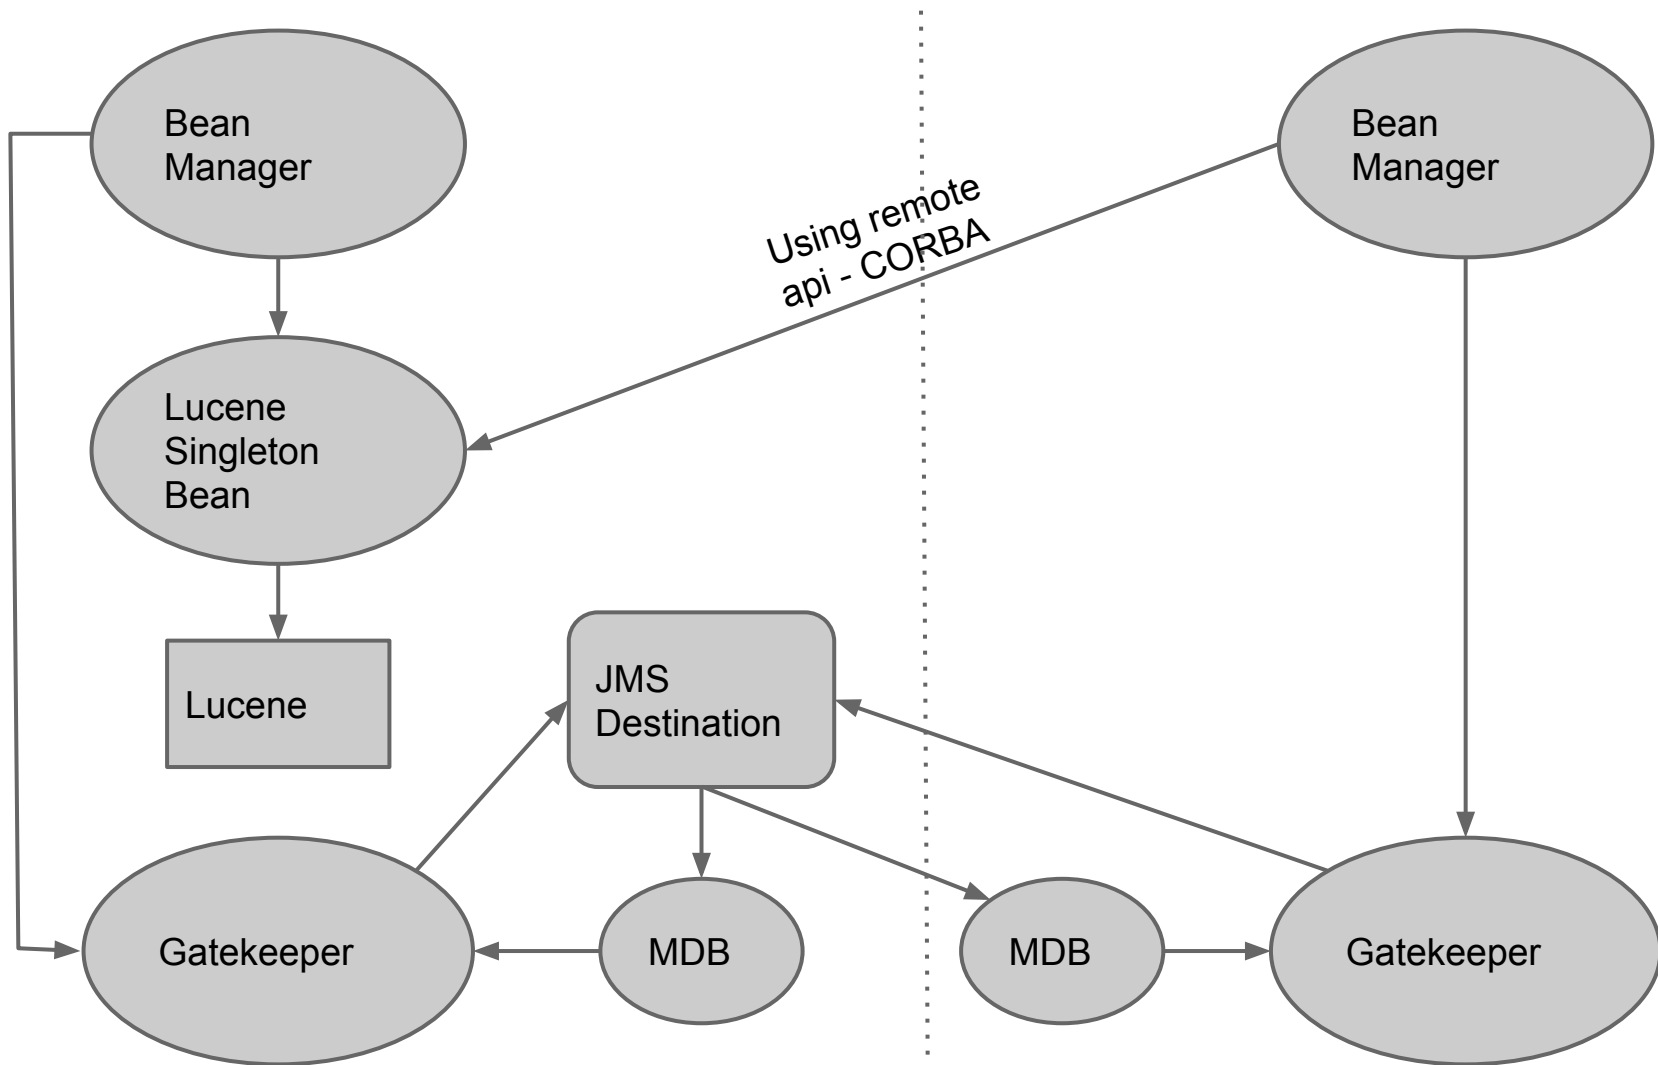 Bean
Manager
Bean
Manager
Using remote
api - CORBA
Lucene
Singleton
Bean
Lucene
JMS
Destination
Gatekeeper
MDB
MDB
Gatekeeper